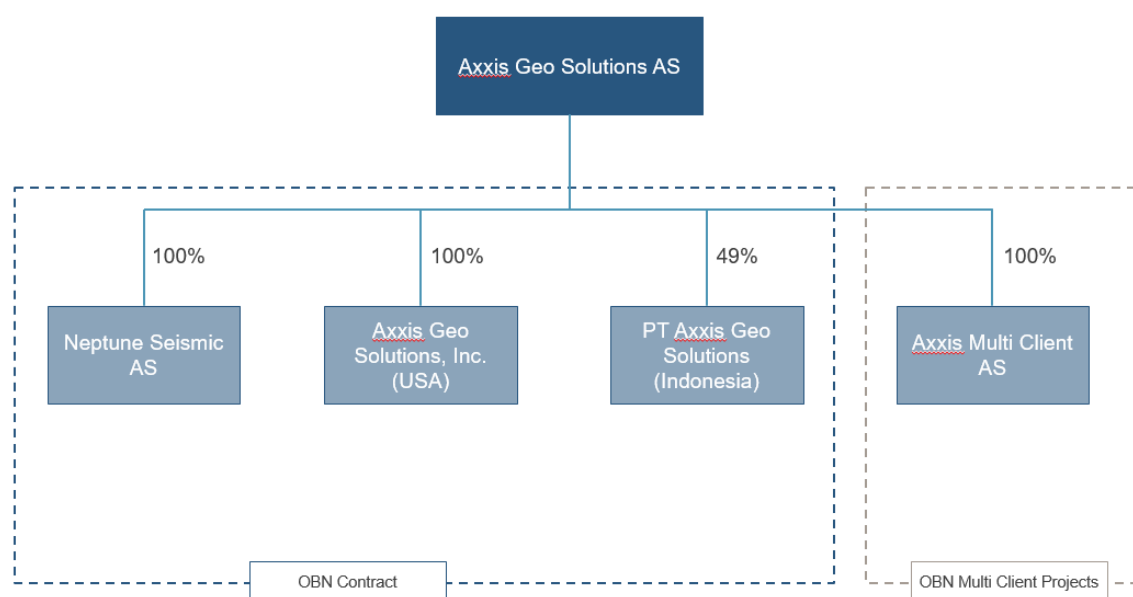 Axxis Geo Solutions AS
100%
100%
49%
100%
Neptune Seismic
AS
Axxis Geo
Solutions, Inc.
(USA)
PT Axxis Geo
Solutions
(Indonesia)
Axxis Multi Client
AS
OBN Contract
OBN Multi Client Projects